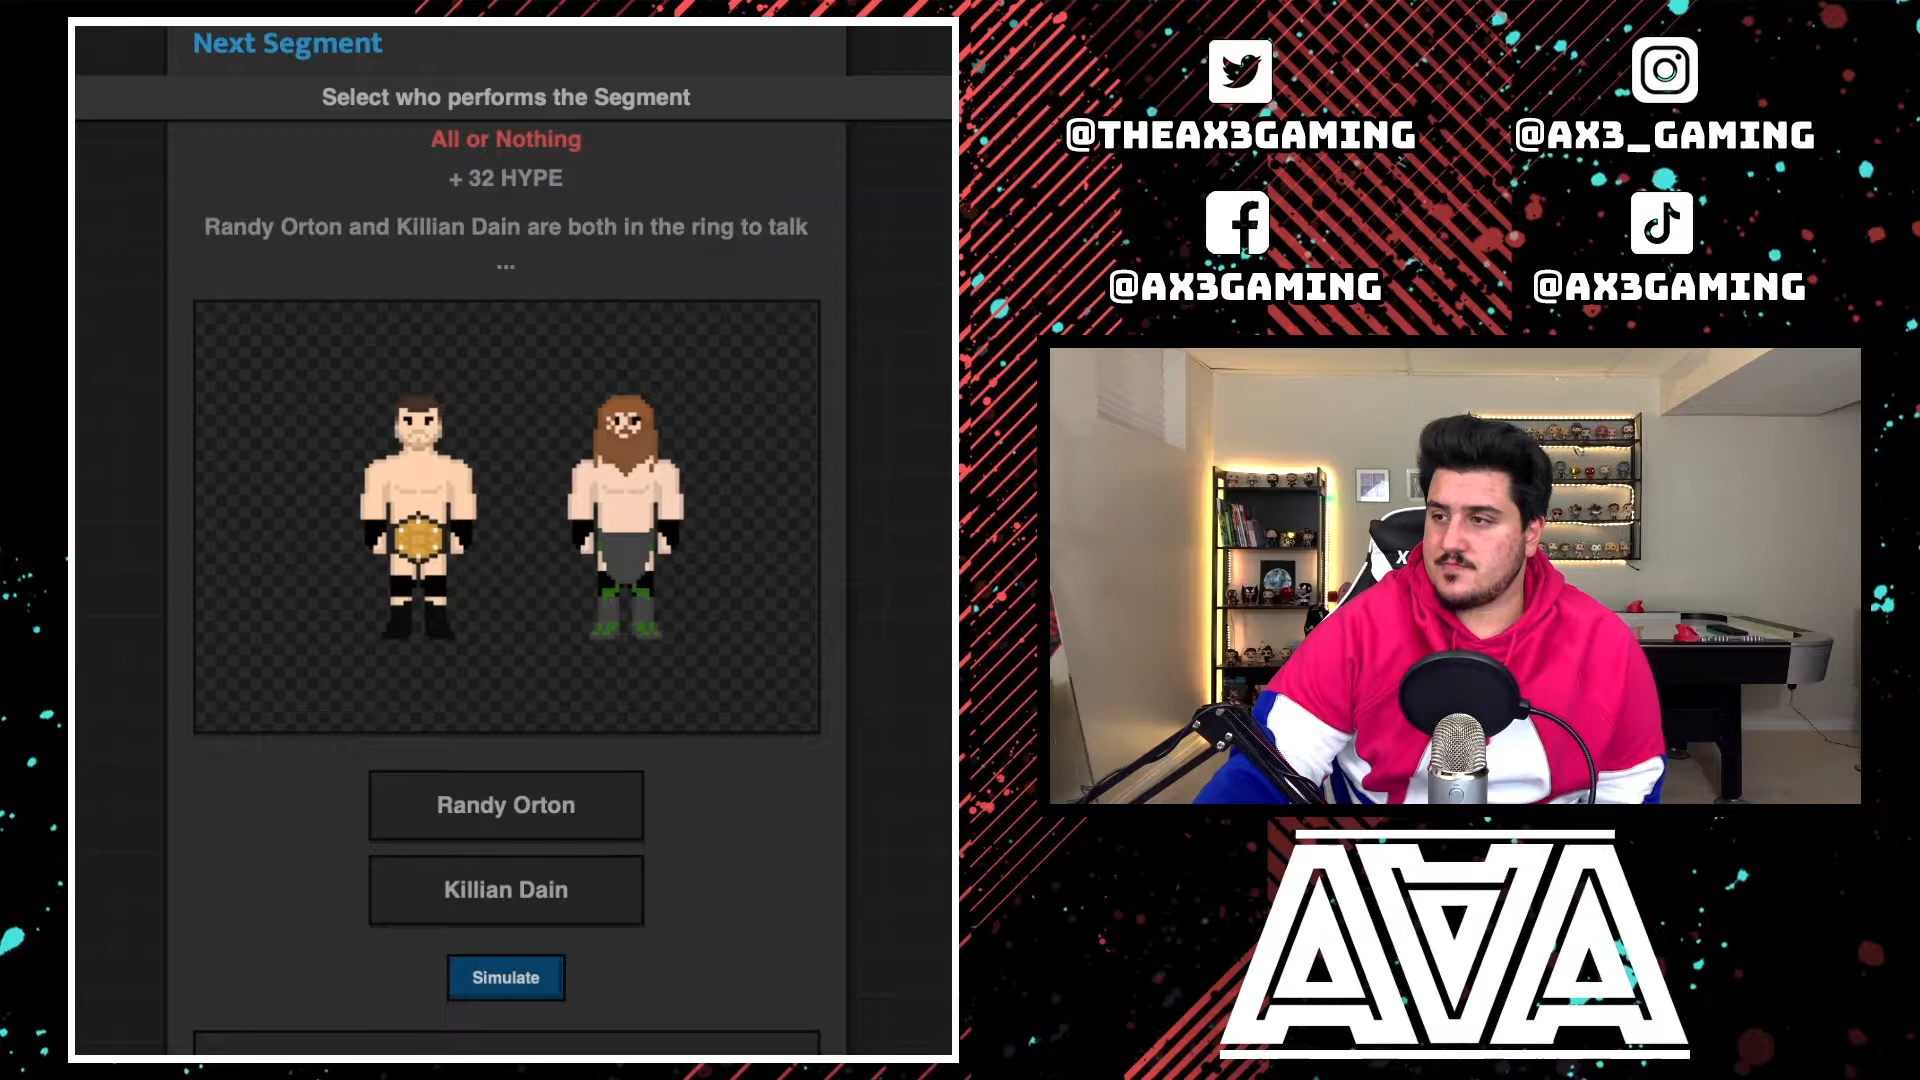 Next Segment
Select who performs the Segment
All or Nothing
+ 32 HYPE
Randy Orton and Killian Dain are both in the ring to talk
...
Randy Orton
Killian Dain
Simulate
@THEAX3GAMING
@AX3_GAMING
@AX3GAMING
@AX3GAMING
X